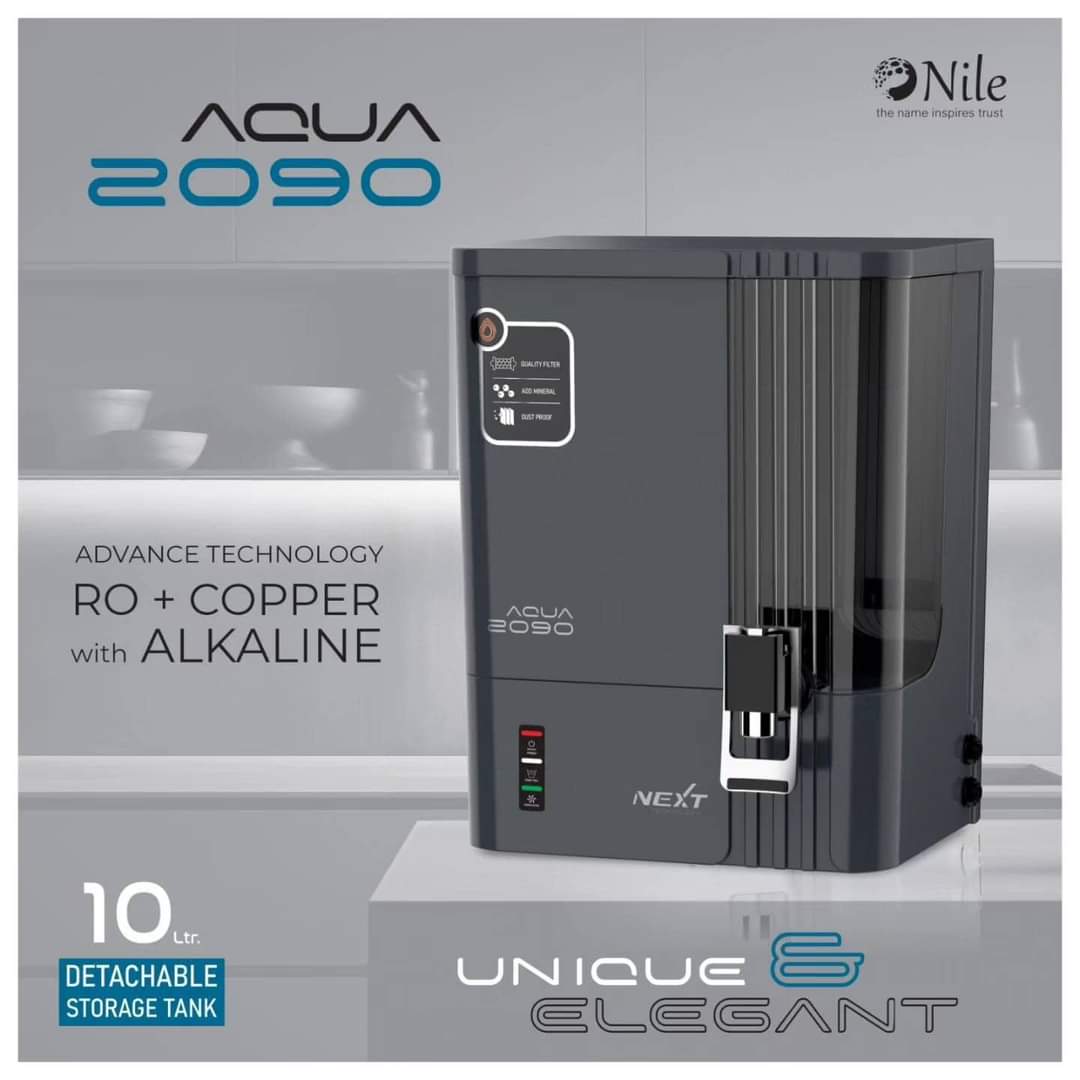 AQUA
2090
Nile
the name inspires trust
QUALITY FILTER
ADD MINERAL
DUST PROOF
ADVANCE TECHNOLOGY
RO + COPPER
with ALKALINE
AQUA
2090
NEXT
10 Ltr.
DETACHABLE
STORAGE TANK
UNIQUE &
ELEGANT